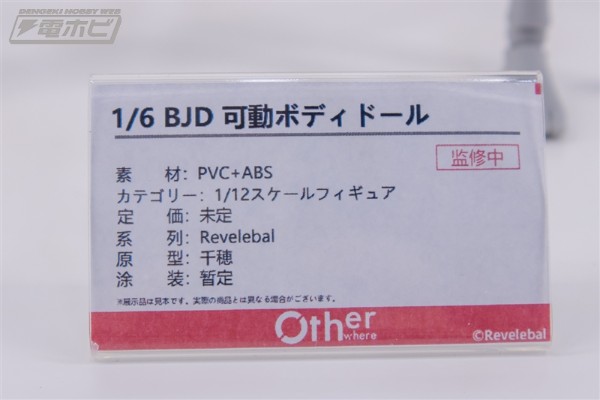 DENGEKI HOBBY WEB
電ホビ
1/6 BJD 可動ボディドール
監修中
素 材：PVC+ABS
カテゴリー：1/12スケールフィギュア
定 価：未定
系 列：Revelebal
原 型：千穂
塗 装：暂定
※展示品は見本です。実際の商品とは異なる場合がございます。
Other
where
©Revelebal